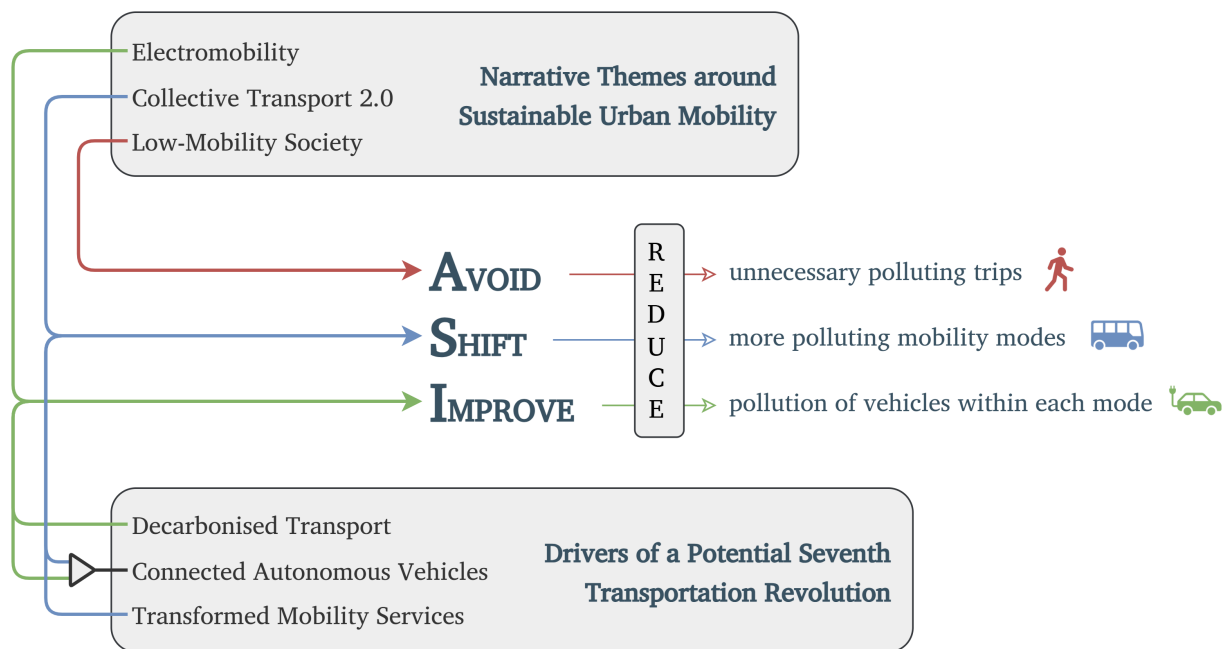 Electromobility
Collective Transport 2.0
Low-Mobility Society
Narrative Themes around
Sustainable Urban Mobility
AVOID
SHIFT
IMPROVE
REDUCE
unnecessary polluting trips
more polluting mobility modes
pollution of vehicles within each mode
Decarbonised Transport
Connected Autonomous Vehicles
Transformed Mobility Services
Drivers of a Potential Seventh
Transportation Revolution